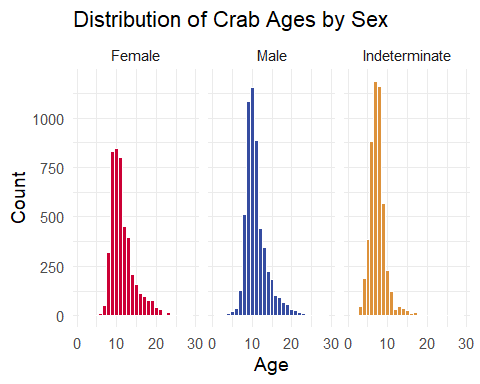 Distribution of Crab Ages by Sex
Female Male Indeterminate
Count
1000
750
500
250
0
0 10 20 30 0 10 20 30 0 10 20 30
Age